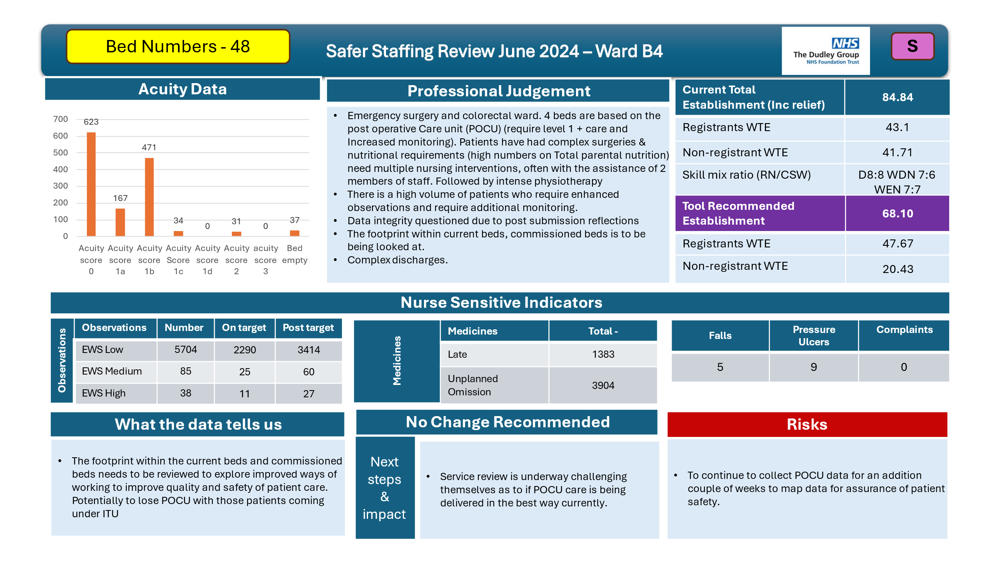 Bed Numbers - 48
Safer Staffing Review June 2024 – Ward B4
NHS
The Dudley Group
NHS Foundation Trust
S
Acuity Data
700
600
500
400
300
200
100
0
623
167
471
34
0
31
0
37
Acuity score 0
Acuity score 1a
Acuity score 1b
Acuity Score 1c
Acuity score 1d
Acuity score 2
acuity score 3
Bed empty
Professional Judgement
• Emergency surgery and colorectal ward. 4 beds are based on the
post operative Care unit (POCU) (require level 1 + care and
Increased monitoring). Patients have had complex surgeries &
nutritional requirements (high numbers on Total parental nutrition)
need multiple nursing interventions, often with the assistance of 2
members of staff. Followed by intense physiotherapy
• There is a high volume of patients who require enhanced
observations and require additional monitoring.
• Data integrity questioned due to post submission reflections
• The footprint within current beds, commissioned beds is to be
being looked at.
• Complex discharges.
Current Total
Establishment (Inc relief)
84.84
Registrants WTE
43.1
Non-registrant WTE
41.71
Skill mix ratio (RN/CSW)
D8:8 WDN 7:6
WEN 7:7
Tool Recommended
Establishment
68.10
Registrants WTE
47.67
Non-registrant WTE
20.43
Nurse Sensitive Indicators
Observations
Observations Number On target Post target
EWS Low 5704 2290 3414
EWS Medium 85 25 60
EWS High 38 11 27
Medicines
Medicines Total -
Late 1383
Unplanned
Omission
3904
Falls
Pressure
Ulcers
Complaints
5 9 0
What the data tells us
• The footprint within the current beds and commissioned
beds needs to be reviewed to explore improved ways of
working to improve quality and safety of patient care.
Potentially to lose POCU with those patients coming
under ITU
No Change Recommended
Next
steps
&
impact
• Service review is underway challenging
themselves as to if POCU care is being
delivered in the best way currently.
Risks
• To continue to collect POCU data for an addition
couple of weeks to map data for assurance of patient
safety.